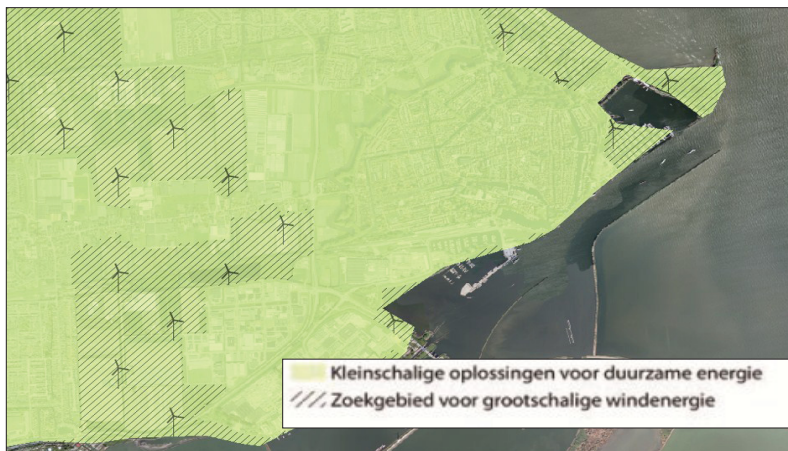 Kleinschalige oplossingen voor duurzame energie
Zoekgebied voor grootschalige windenergie